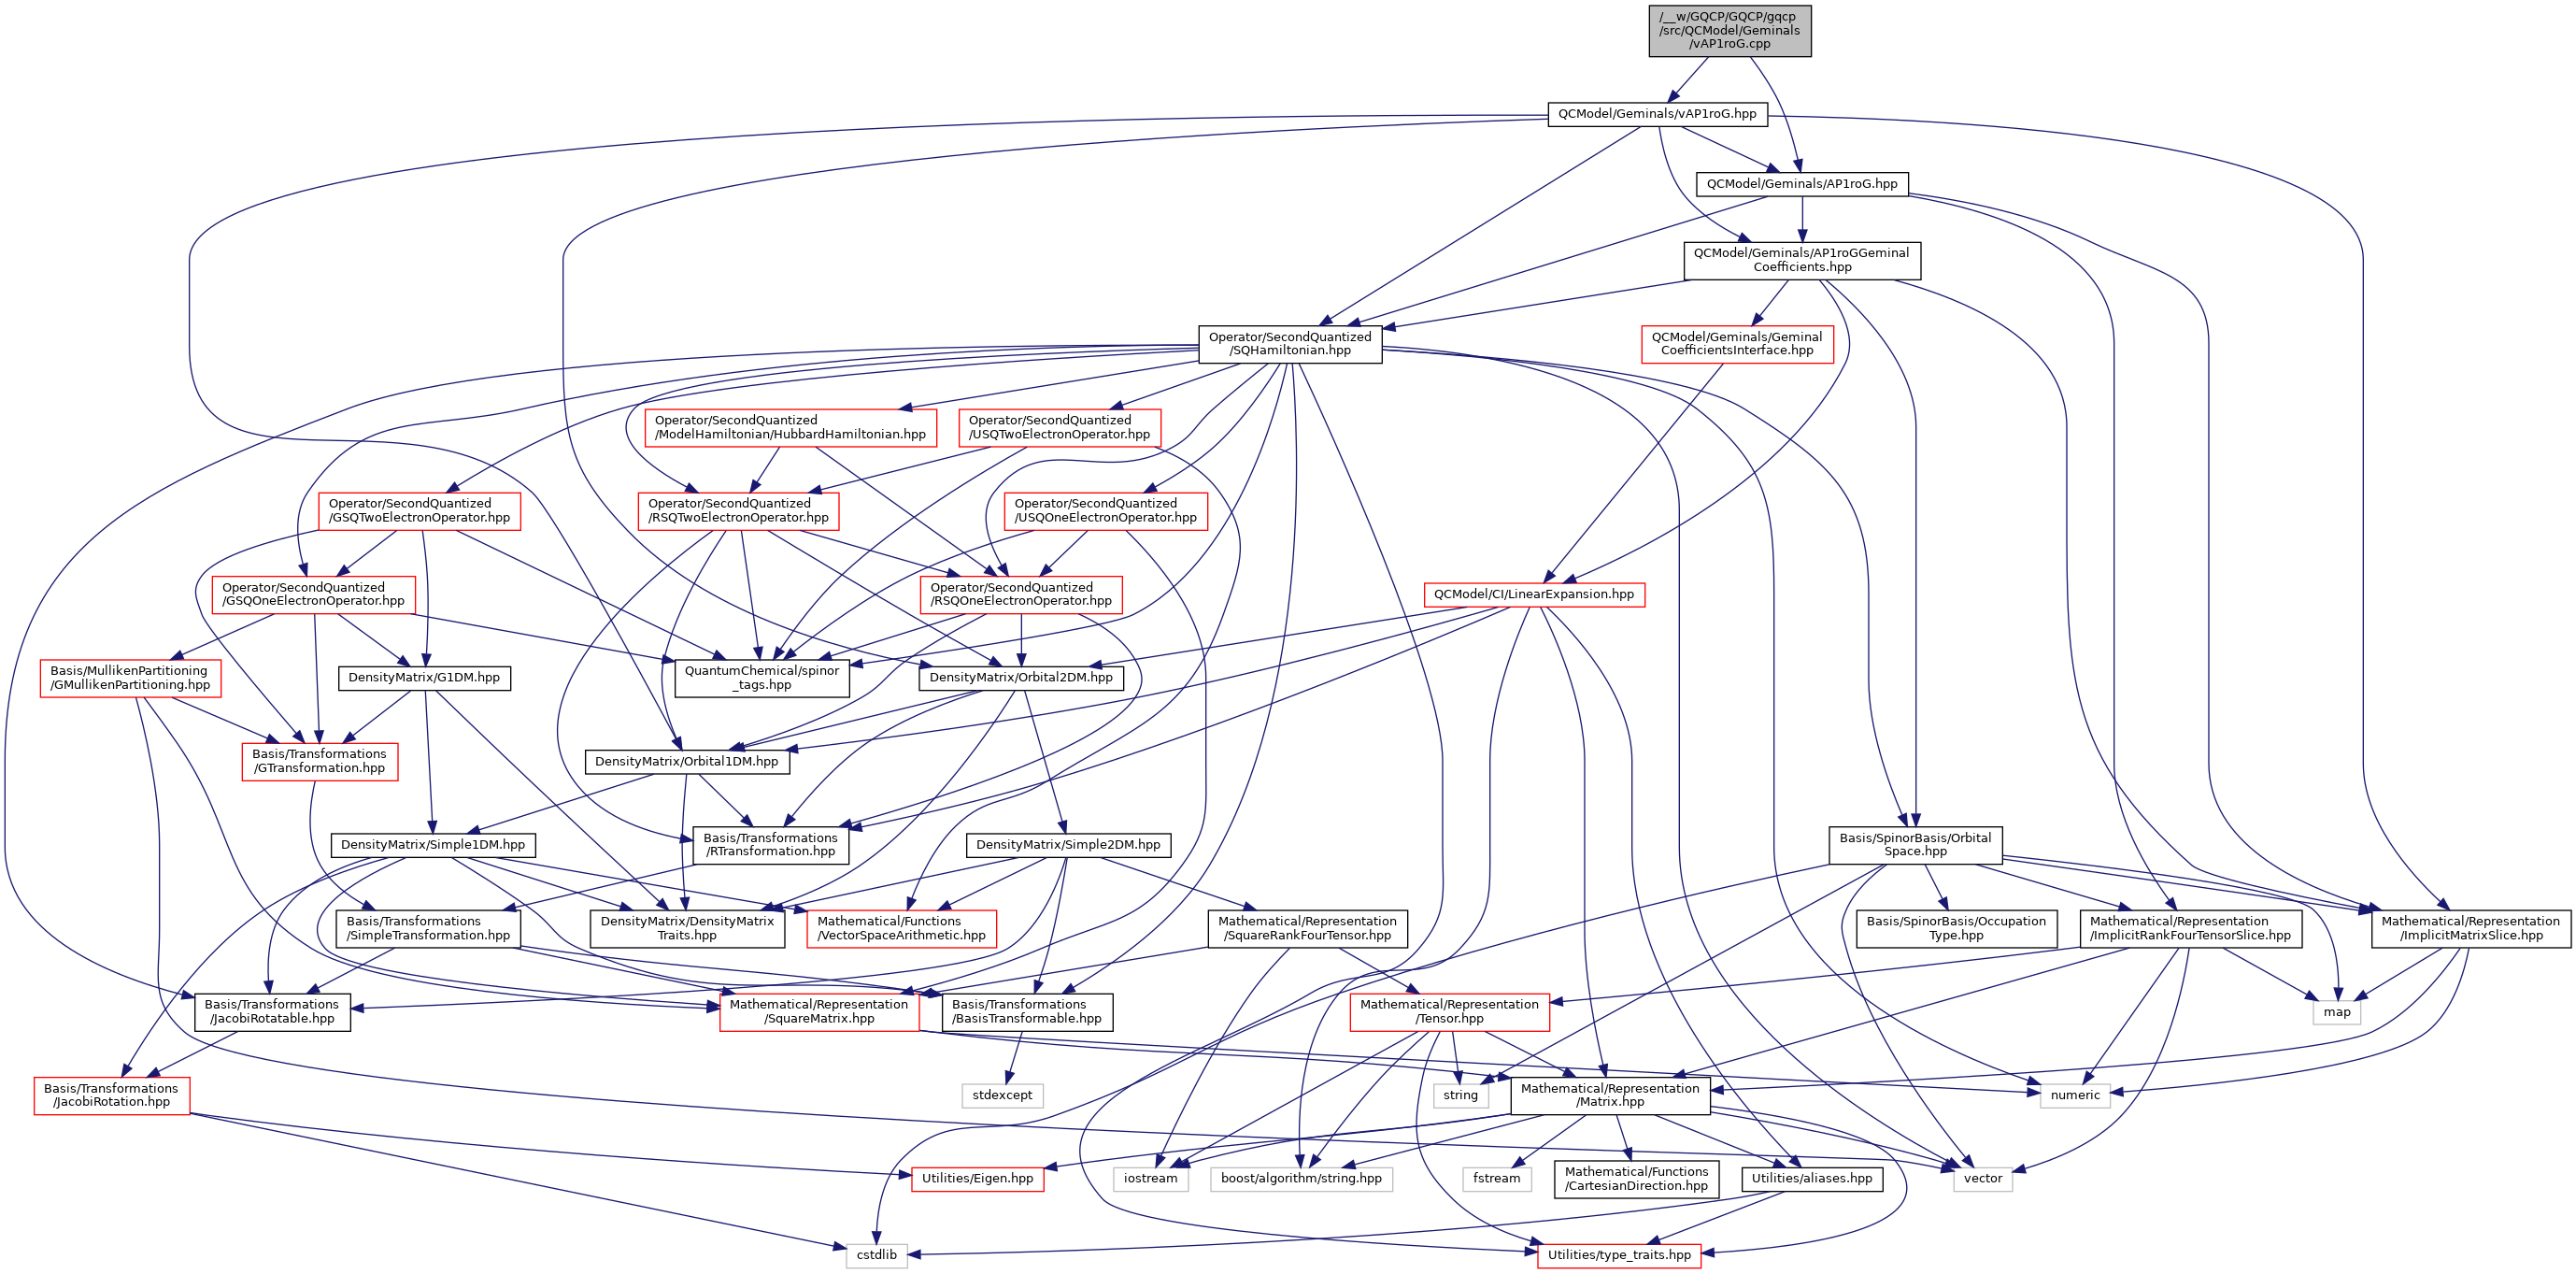 /__w/GQCP/GQCP/gqcp
/src/QCModel/Geminals
/vAP1roG.cpp
QCModel/Geminals/vAP1roG.hpp
QCModel/Geminals/AP1roG.hpp
QCModel/Geminals/AP1roGGeminal
Coefficients.hpp
Operator/SecondQuantized
/SQHamiltonian.hpp
QCModel/Geminals/Geminal
CoefficientsInterface.hpp
Operator/SecondQuantized
/ModelHamiltonian/HubbardHamiltonian.hpp
Operator/SecondQuantized
/USQTwoElectronOperator.hpp
Operator/SecondQuantized
/GSQTwoElectronOperator.hpp
Operator/SecondQuantized
/RSQTwoElectronOperator.hpp
Operator/SecondQuantized
/USQOneElectronOperator.hpp
Operator/SecondQuantized
/GSQOneElectronOperator.hpp
Operator/SecondQuantized
/RSQOneElectronOperator.hpp
QCModel/CI/LinearExpansion.hpp
Basis/MullikenPartitioning
/GMullikenPartitioning.hpp
DensityMatrix/G1DM.hpp
QuantumChemical/spinor
_tags.hpp
DensityMatrix/Orbital2DM.hpp
Basis/Transformations
/GTransformation.hpp
DensityMatrix/Orbital1DM.hpp
DensityMatrix/Simple1DM.hpp
Basis/Transformations
/RTransformation.hpp
DensityMatrix/Simple2DM.hpp
Basis/SpinorBasis/Orbital
Space.hpp
Basis/Transformations
/SimpleTransformation.hpp
DensityMatrix/DensityMatrix
Traits.hpp
Mathematical/Functions
/VectorSpaceArithmetic.hpp
Mathematical/Representation
/SquareRankFourTensor.hpp
Basis/SpinorBasis/Occupation
Type.hpp
Mathematical/Representation
/ImplicitRankFourTensorSlice.hpp
Mathematical/Representation
/ImplicitMatrixSlice.hpp
Basis/Transformations
/JacobiRotatable.hpp
Mathematical/Representation
/SquareMatrix.hpp
Basis/Transformations
/BasisTransformable.hpp
Mathematical/Representation
/Tensor.hpp
map
Basis/Transformations
/JacobiRotation.hpp
stdexcept
string
Mathematical/Representation
/Matrix.hpp
numeric
Utilities/Eigen.hpp
iostream
boost/algorithm/string.hpp
fstream
Mathematical/Functions
/CartesianDirection.hpp
Utilities/aliases.hpp
vector
cstdlib
Utilities/type_traits.hpp